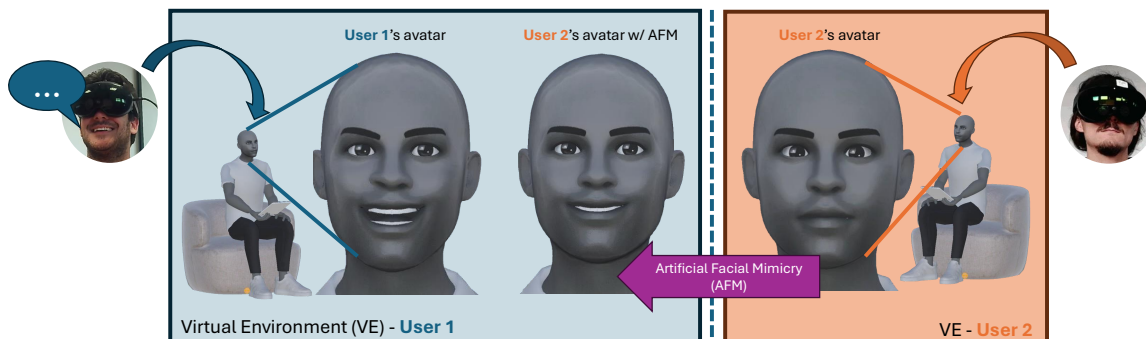 User 1's avatar
User 2's avatar w/ AFM
User 2's avatar
...
Artificial Facial Mimicry
(AFM)
Virtual Environment (VE) - User 1
VE - User 2